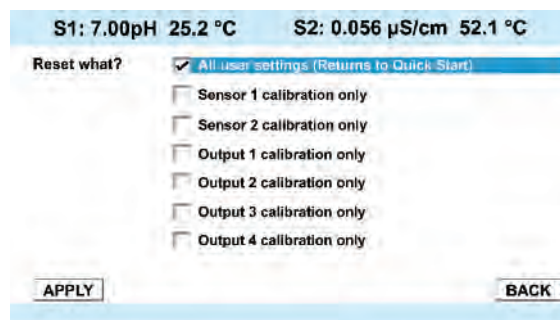 S1: 7.00pH 25.2 °C S2: 0.056 µS/cm 52.1 °C
Reset what? All user settings (Returns to Quick Start)
Sensor 1 calibration only
Sensor 2 calibration only
Output 1 calibration only
Output 2 calibration only
Output 3 calibration only
Output 4 calibration only
APPLY BACK